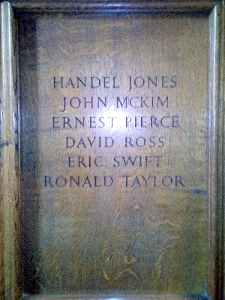 HANDEL JONES
JOHN MCKIM
ERNEST PIERCE
DAVID ROSS
ERIC SWIFT
RONALD TAYLOR